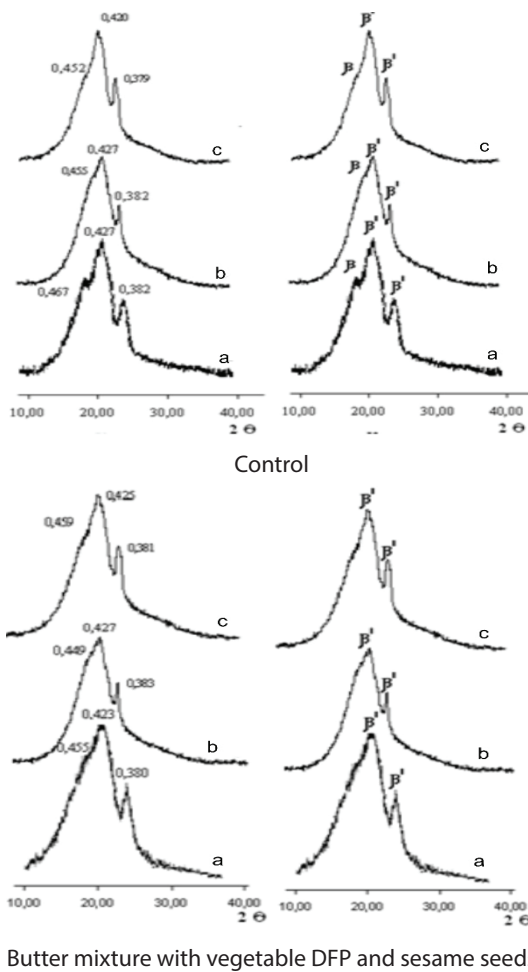 0,420
0,452
0,379
c
0,427
0,455
0,382
b
0,427
0,467
0,382
a
10,00 20,00 30,00 40,00
2 Θ
β'
β
β'
c
β'
β
β'
b
β'
β
β'
a
10,00 20,00 30,00 40,00
2 Θ
Control
0,425
0,459
0,381
c
0,427
0,449
0,383
b
0,423
0,455
0,380
a
10,00 20,00 30,00 40,00
2 Θ
β'
β'
c
β'
β'
b
β'
β'
a
10,00 20,00 30,00 40,00
2 Θ
Butter mixture with vegetable DFP and sesame seed